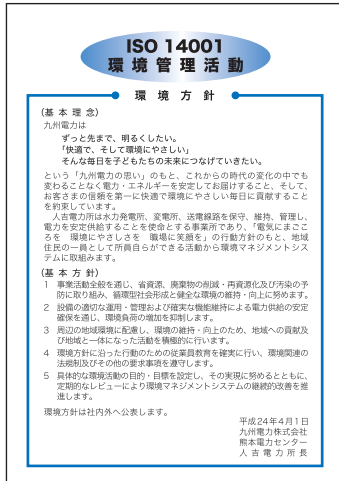 ISO 14001
環境管理活動
環境方針
(基本理念)
九州電力は
ずっと先まで、明るくしたい。
「快適で、そして環境にやさしい」
そんな毎日を子どもたちの未来につなげていきたい。
という「九州電力の思い」のもと、これからの時代の変化の中でも
変わることなく電力・エネルギーを安定してお届けすること、そして、
お客さまの信頼を第一に快適で環境にやさしい毎日に貢献すること
を約束しています。
人吉電力所は水力発電所、変電所、送電線路を保守、維持、管理し、
電力を安定供給することを使命とする事業所であり、「電気にまごこ
ろを 環境にやさしさを 職場に笑顔を」の行動方針のもと、地域
住民の一員として所員自らができる活動から環境マネジメントシス
テムに取組みます。
(基本方針)
1 事業活動全般を通じ、省資源、廃棄物の削減・再資源化及び汚染の予
防に取り組み、循環型社会形成と健全な環境の維持・向上に努めます。
2 設備の適切な運用・管理および確実な機能維持による電力供給の安定
確保を通じ、環境負荷の増加を抑制します。
3 周辺の地域環境に配慮し、環境の維持・向上のため、地域への貢献及
び地域と一体になった活動を積極的に行います。
4 環境方針に沿った行動のための従業員教育を確実に行い、環境関連の
法規制及びその他の要求事項を遵守します。
5 具体的な環境活動の目的・目標を設定し、その実現に努めるとともに、
定期的なレビューにより環境マネジメントシステムの継続的改善を推
進します。
環境方針は社内外へ公表します。
平成24年4月1日
九州電力株式会社
熊本電力センター
人吉電力所長